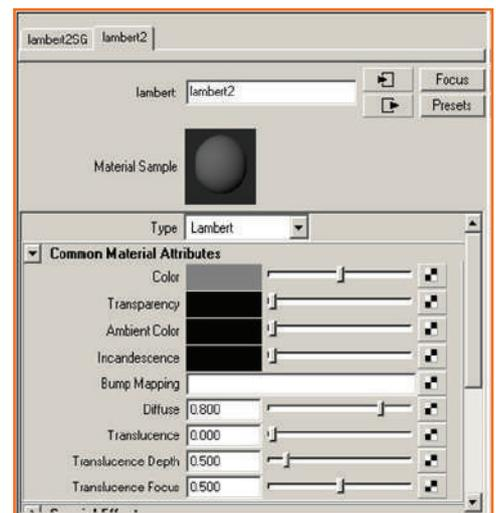 lambert2SG lambert2
lambert: lambert2
Focus
Presets
Material Sample
Type Lambert
Common Material Attributes
Color
Transparency
Ambient Color
Incandescence
Bump Mapping
Diffuse 0.800
Translucence 0.000
Translucence Depth 0.500
Translucence Focus 0.500